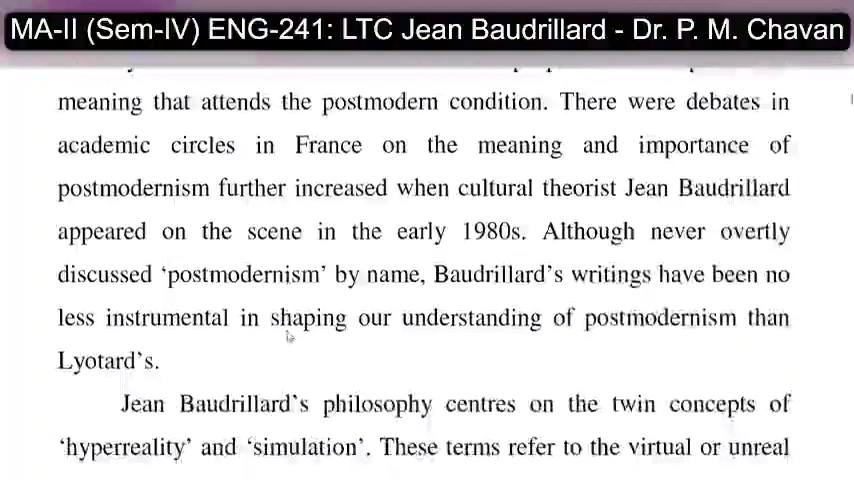 MA-II (Sem-IV) ENG-241: LTC Jean Baudrillard - Dr. P. M. Chavan
meaning that attends the postmodern condition. There were debates in
academic circles in France on the meaning and importance of
postmodernism further increased when cultural theorist Jean Baudrillard
appeared on the scene in the early 1980s. Although never overtly
discussed ‘postmodernism’ by name, Baudrillard’s writings have been no
less instrumental in shaping our understanding of postmodernism than
Lyotard’s.
Jean Baudrillard’s philosophy centres on the twin concepts of
‘hyperreality’ and ‘simulation’. These terms refer to the virtual or unreal